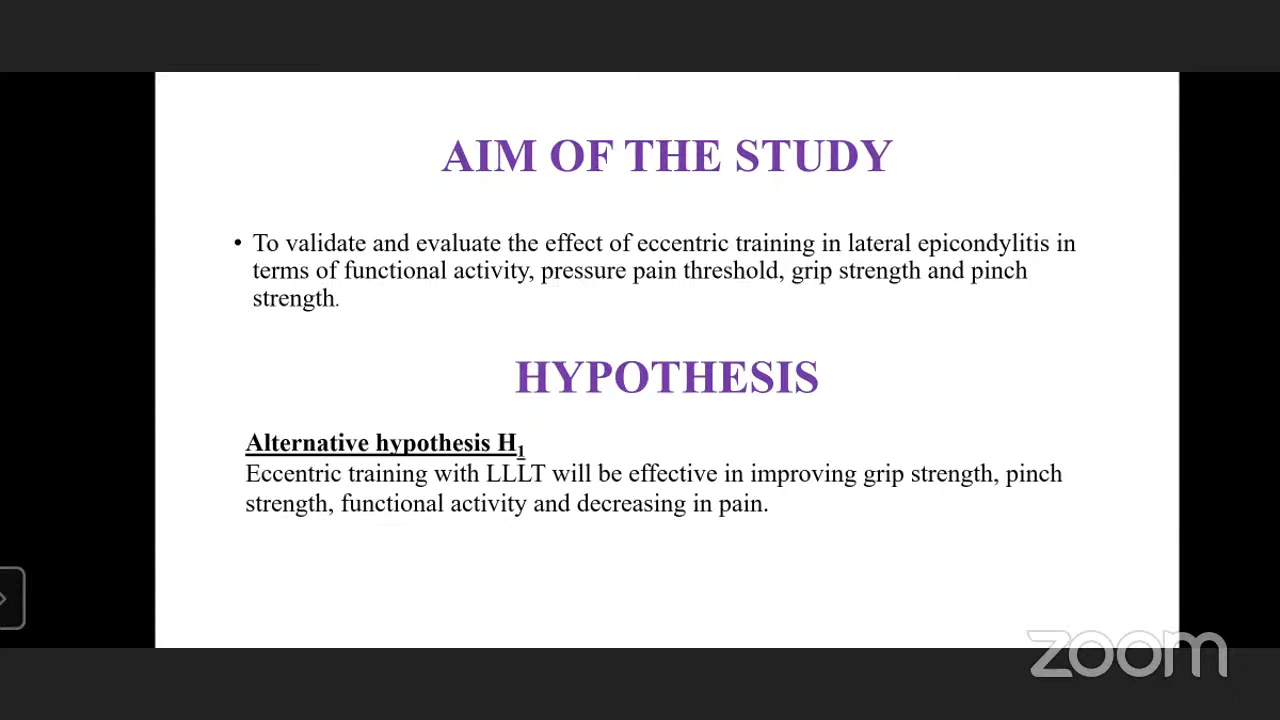 AIM OF THE STUDY
• To validate and evaluate the effect of eccentric training in lateral epicondylitis in
terms of functional activity, pressure pain threshold, grip strength and pinch
strength.
HYPOTHESIS
Alternative hypothesis H1
Eccentric training with LLLT will be effective in improving grip strength, pinch
strength, functional activity and decreasing in pain.
zoom